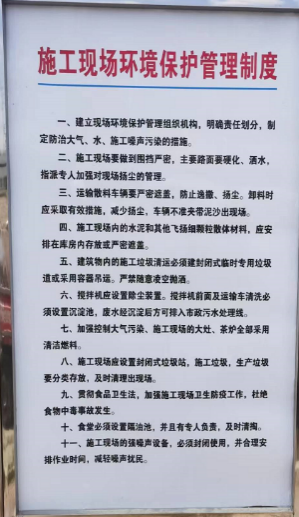 施工现场环境保护管理制度
一、建立现场环境保护管理组织机构，明确责任划分，制
定防治大气、水、施工噪声污染的措施。
二、施工现场要做到围挡严密，主要路面要硬化、洒水，
指派专人加强对现场扬尘的管理。
三、运输散料车辆要严密遮盖，防止逸撒、扬尘。卸料时
应采取有效措施，减少扬尘，车辆不准夹带泥沙出现场。
四、施工现场内的水泥和其他飞扬细颗粒散体材料，应安
排在库房内存放或严密遮盖。
五、建筑物内的施工垃圾清运必须建封闭式临时专用垃圾
道或采用容器吊运。严禁随意凌空抛洒。
六、搅拌机应设置除尘装置。搅拌机前面及运输车清洗必
须设置沉淀池，废水经沉淀后方可排入市政污水处理线。
七、加强控制大气污染、施工现场的大灶、茶炉全部采用
清洁燃料。
八、施工现场应设置封闭式垃圾站，施工垃圾，生产垃圾
要分类存放，及时清理出现场。
九、贯彻食品卫生法，加强施工现场卫生防疫工作，杜绝
食物中毒事故发生。
十、食堂必须设置隔油池，并且有专人负责，及时清掏。
十一、施工现场的强噪声设备，必须封闭使用，并合理安
排作业时间，减轻噪声扰民。